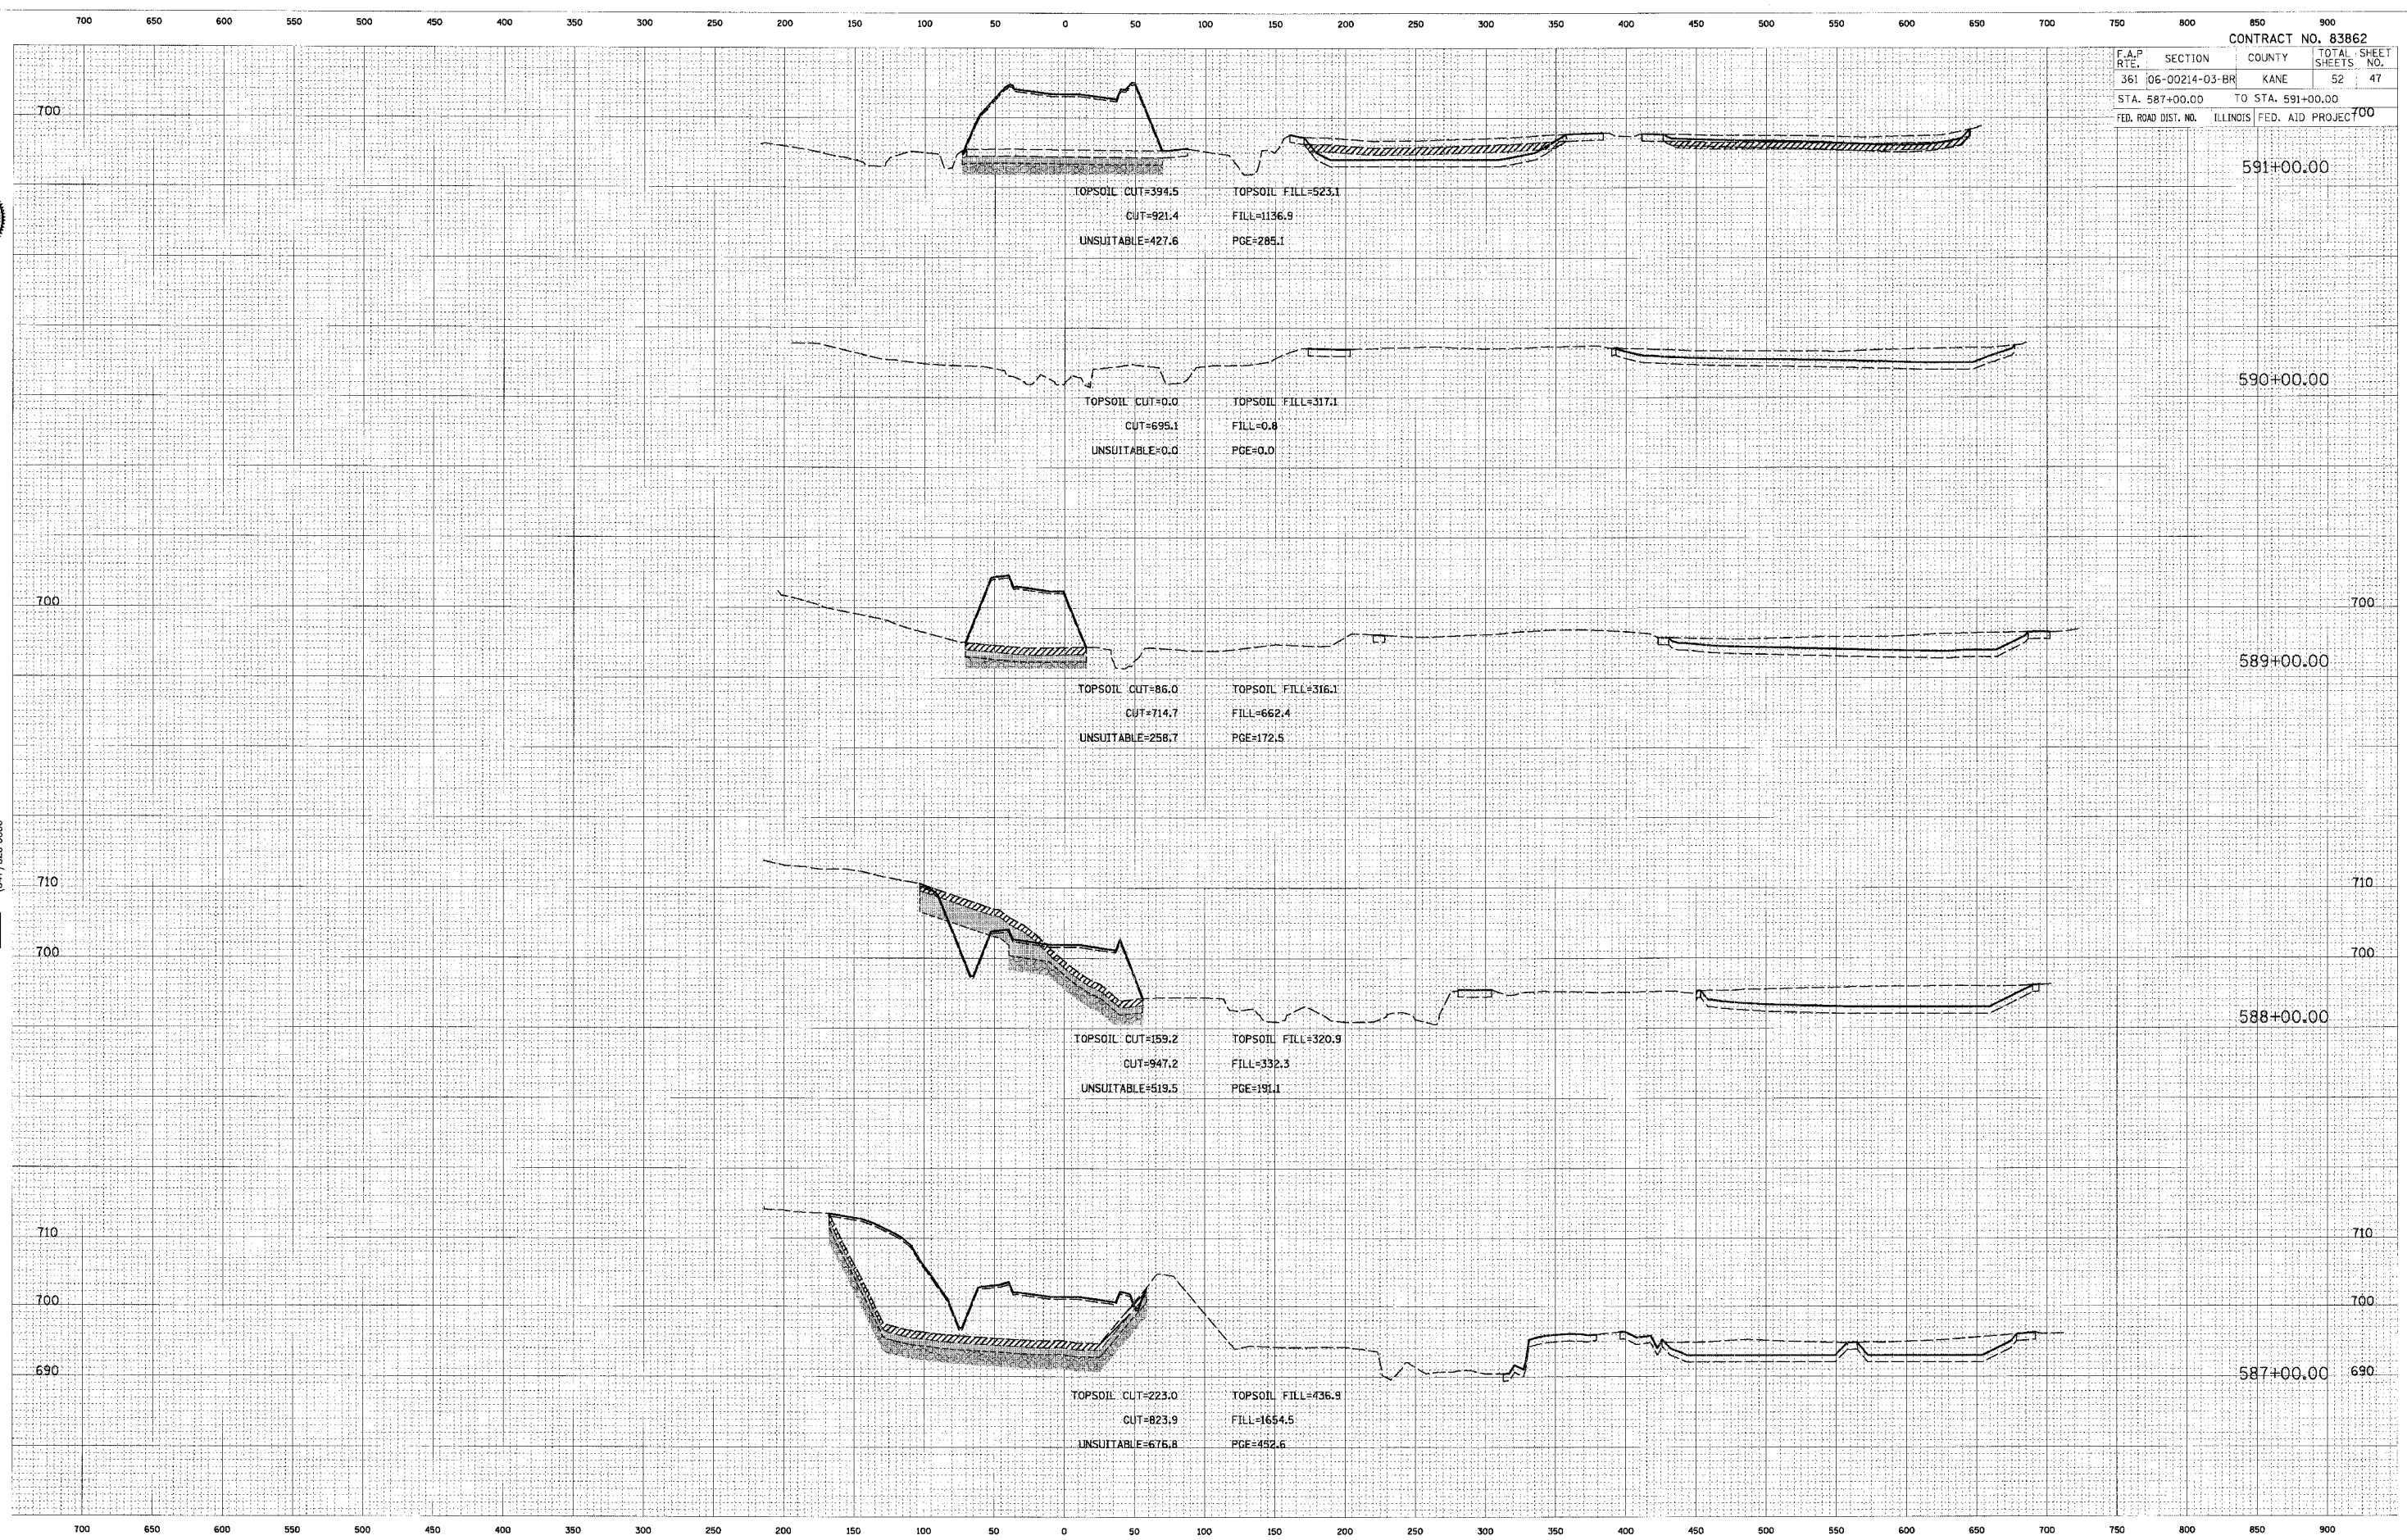 700 650 600 550 500 450 400 350 300 250 200 150 100 50 0 50 100 150 200 250 300 350 400 450 500 550 600 650 700 750 800 850 900
CONTRACT NO. 83862
F.A.P RTE. SECTION COUNTY TOTAL SHEETS SHEET NO.
361 06-00214-03-BR KANE 52 47
STA. 587+00.00 TO STA. 591+00.00
FED. ROAD DIST. NO. ILLINOIS FED. AID PROJECT
700 700
591+00.00
TOPSOIL CUT=394.5 TOPSOIL FILL=523.1
CUT=921.4 FILL=1136.9
UNSUITABLE=427.6 PGE=285.1
590+00.00
TOPSOIL CUT=0.0 TOPSOIL FILL=317.1
CUT=695.1 FILL=0.8
UNSUITABLE=0.0 PGE=0.0
700 700
589+00.00
TOPSOIL CUT=86.0 TOPSOIL FILL=316.1
CUT=714.7 FILL=662.4
UNSUITABLE=258.7 PGE=172.5
710 710
700 700
588+00.00
TOPSOIL CUT=159.2 TOPSOIL FILL=320.9
CUT=947.2 FILL=332.3
UNSUITABLE=519.5 PGE=191.1
710 710
700 700
690 587+00.00 690
TOPSOIL CUT=223.0 TOPSOIL FILL=436.9
CUT=823.9 FILL=1654.5
UNSUITABLE=676.8 PGE=452.6
700 650 600 550 500 450 400 350 300 250 200 150 100 50 0 50 100 150 200 250 300 350 400 450 500 550 600 650 700 750 800 850 900